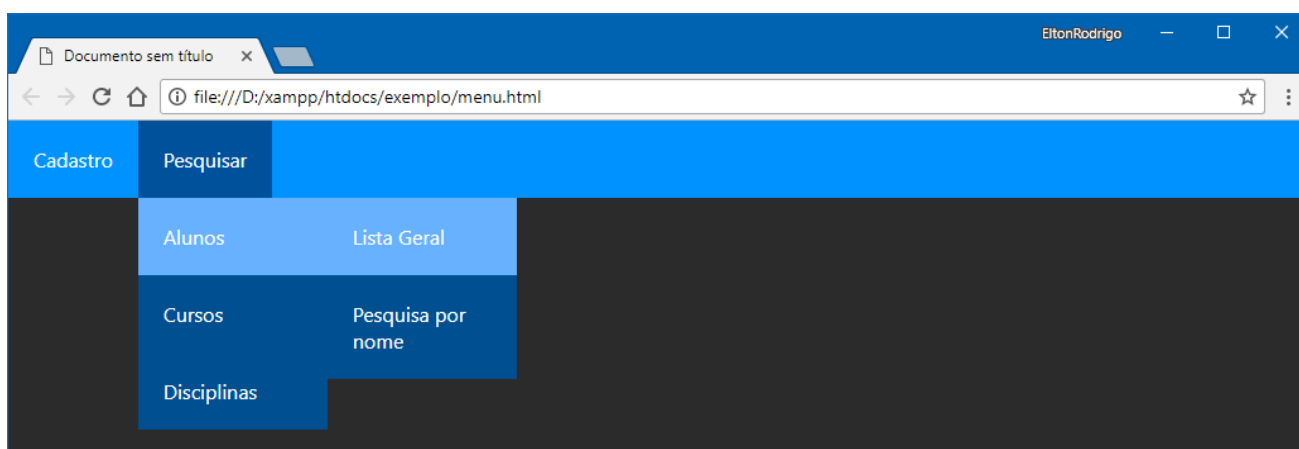 EltonRodrigo
Documento sem título
file:///D:/xampp/htdocs/exemplo/menu.html
Cadastro Pesquisar
Alunos Lista Geral
Cursos Pesquisa por
nome
Disciplinas